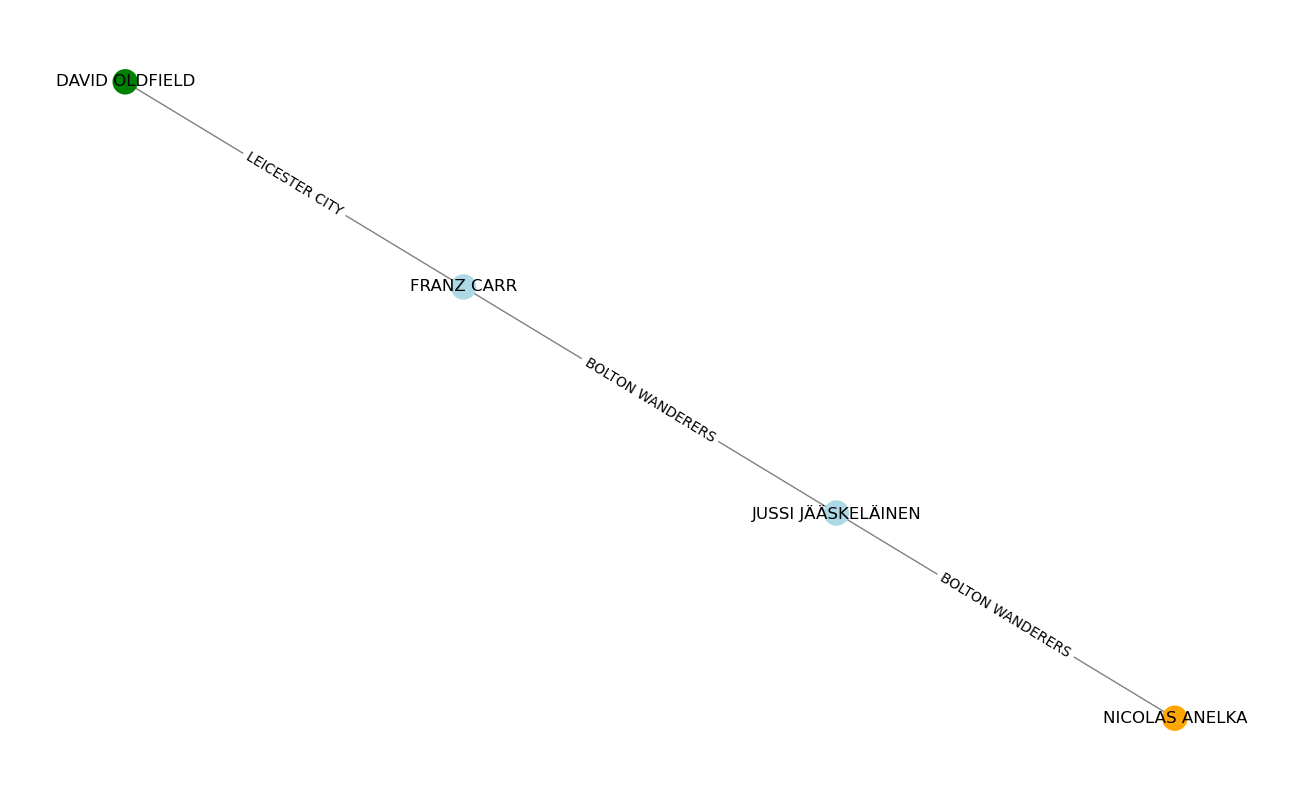 DAVID OLDFIELD
LEICESTER CITY
FRANZ CARR
BOLTON WANDERERS
JUSSI JÄÄSKELÄINEN
BOLTON WANDERERS
NICOLAS ANELKA